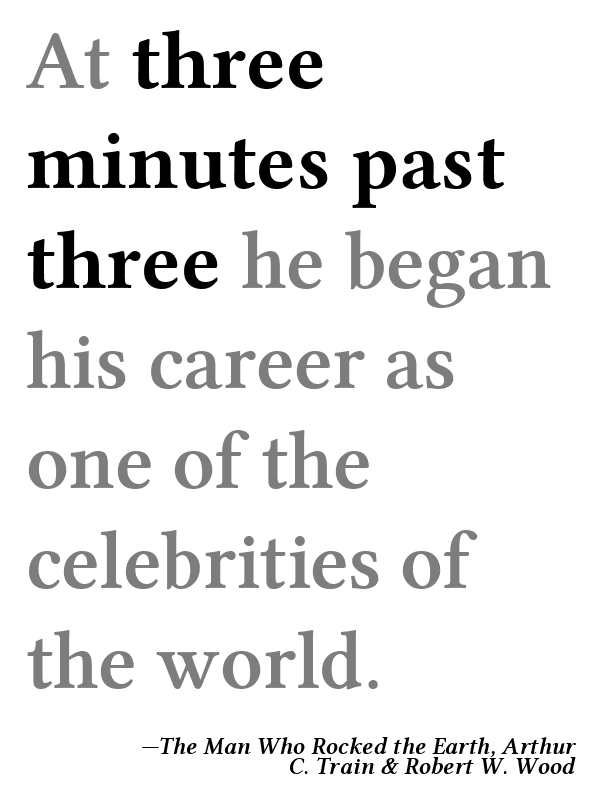 At three
minutes past
three he began
his career as
one of the
celebrities of
the world.
—The Man Who Rocked the Earth, Arthur
C. Train & Robert W. Wood